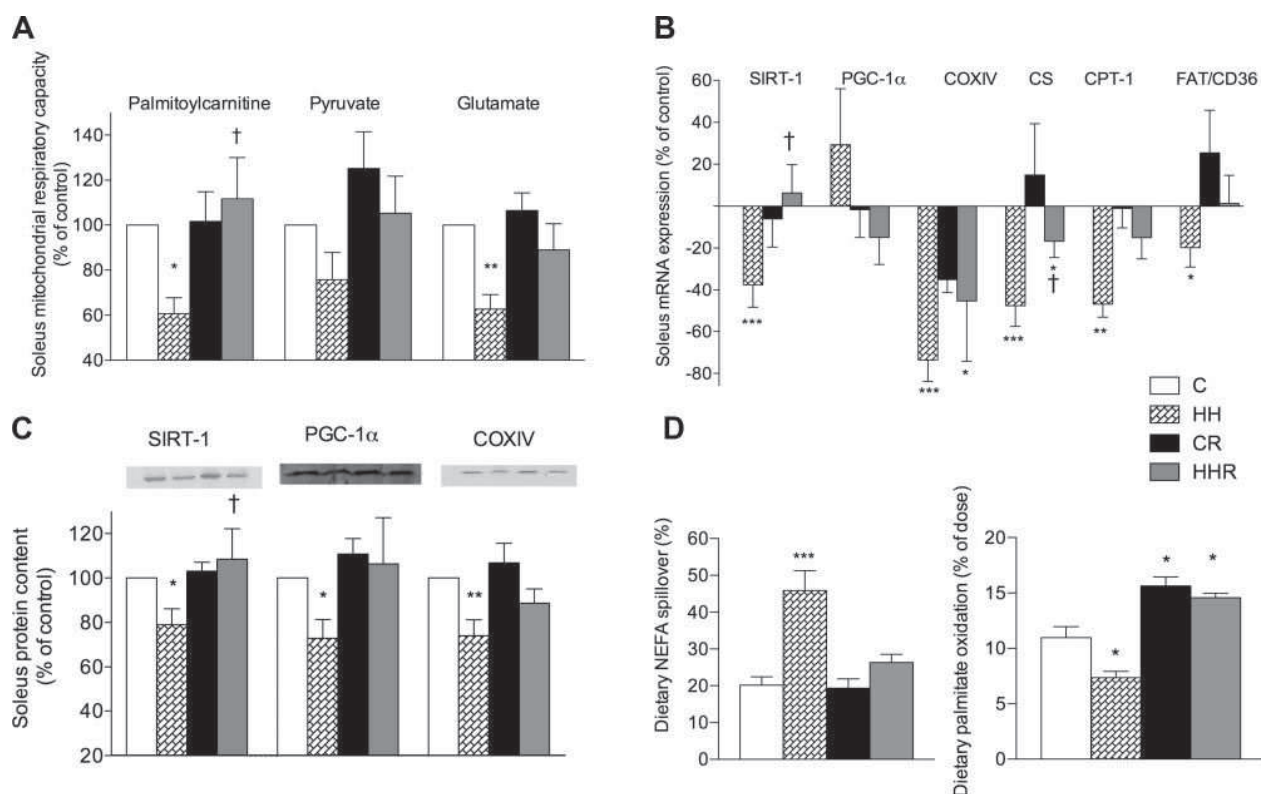 A
Soleus mitochondrial respiratory capacity
(% of control)
Palmitoylcarnitine Pyruvate Glutamate
140
120
100
80
60
40
†
*
**
B
Soleus mRNA expression (% of control)
SIRT-1 PGC-1α COXIV CS CPT-1 FAT/CD36
60
40
20
-20
-40
-60
-80
†
***
***
*
***
*
†
**
*
C
HH
CR
HHR
C
SIRT-1 PGC-1α COXIV
Soleus protein content
(% of control)
120
100
80
60
40
20
†
*
*
**
D
Dietary NEFA spillover (%)
60
50
40
30
20
10
0
***
Dietary palmitate oxidation (% of dose)
20
15
10
5
0
*
*
*